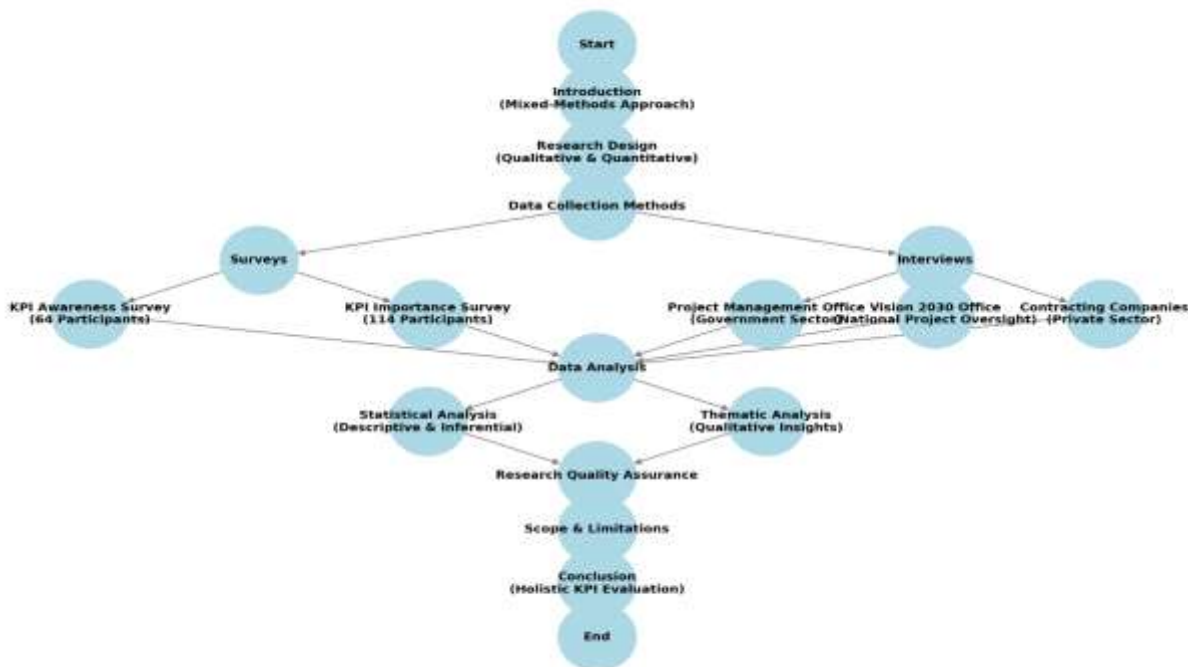 Start
Introduction
(Mixed-Methods Approach)
Research Design
(Qualitative & Quantitative)
Data Collection Methods
Surveys
Interviews
KPI Awareness Survey
(64 Participants)
KPI Importance Survey
(114 Participants)
Project Management Office
(Government Sector)
Vision 2030 Office
(National Project Oversight)
Contracting Companies
(Private Sector)
Data Analysis
Statistical Analysis
(Descriptive & Inferential)
Thematic Analysis
(Qualitative Insights)
Research Quality Assurance
Scope & Limitations
Conclusion
(Holistic KPI Evaluation)
End